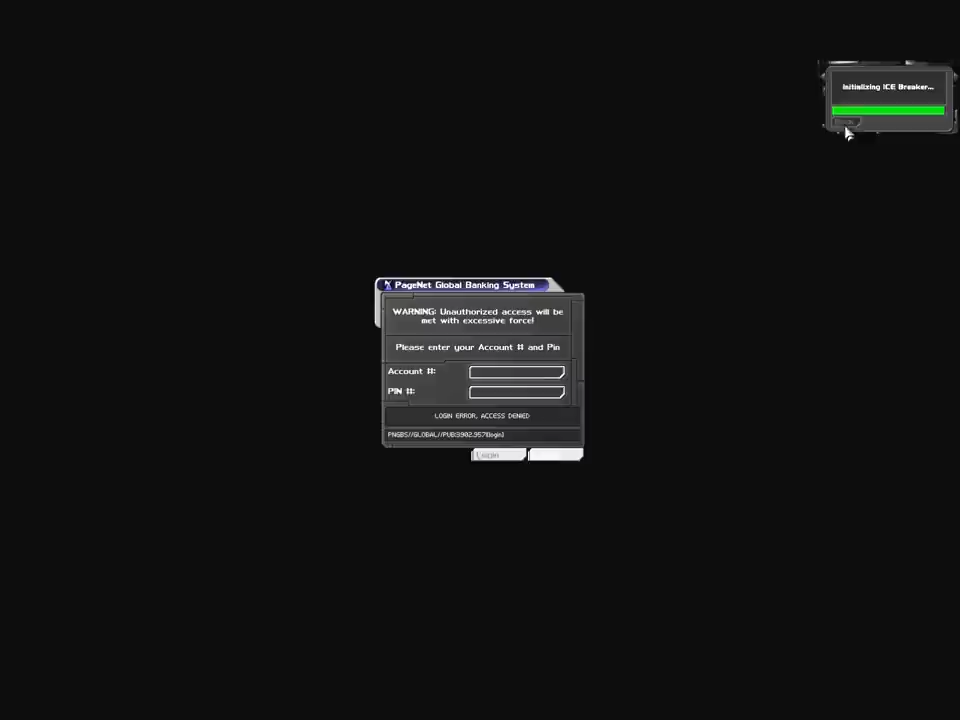 Initializing ICE Breaker...
PageNet Global Banking System
WARNING: Unauthorized access will be
met with excessive force!
Please enter your Account # and Pin
Account #:
PIN #:
LOGIN ERROR, ACCESS DENIED
Login